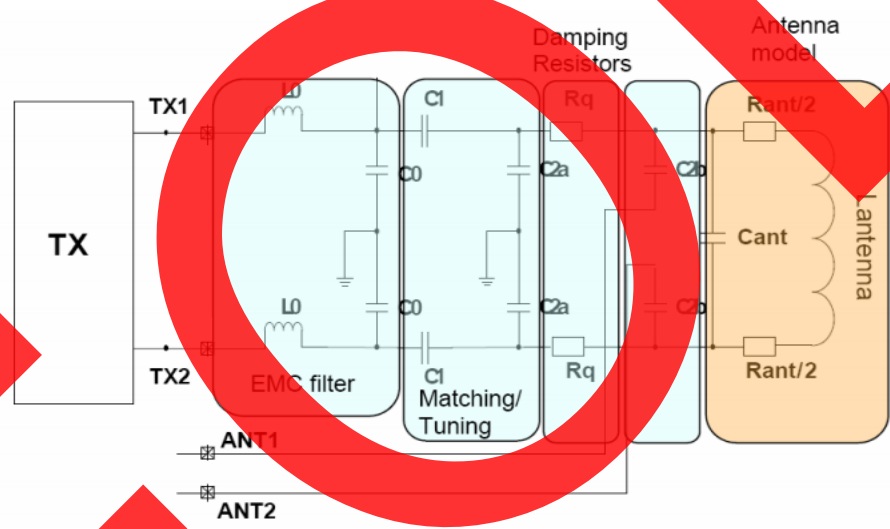 Antenna
model
Damping
Resistors
L0
C1
Rq
Rant/2
TX1
C0
C2a
C2b
TX
Cant
Lantenna
L0
C0
C2a
C2b
TX2
EMC filter
C1
Rq
Rant/2
Matching/
Tuning
ANT1
ANT2